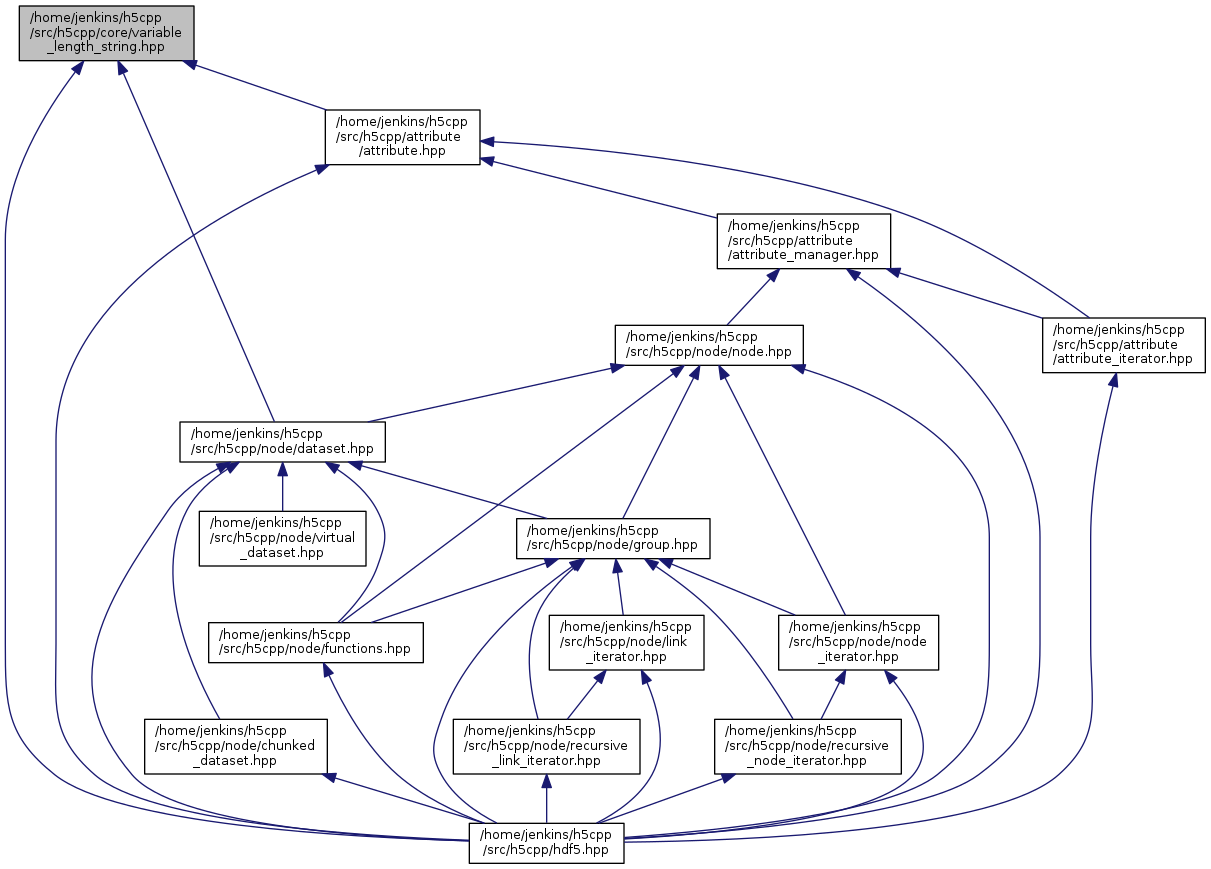 /home/jenkins/h5cpp
/src/h5cpp/core/variable
_length_string.hpp
/home/jenkins/h5cpp
/src/h5cpp/attribute
/attribute.hpp
/home/jenkins/h5cpp
/src/h5cpp/attribute
/attribute_manager.hpp
/home/jenkins/h5cpp
/src/h5cpp/node/node.hpp
/home/jenkins/h5cpp
/src/h5cpp/attribute
/attribute_iterator.hpp
/home/jenkins/h5cpp
/src/h5cpp/node/dataset.hpp
/home/jenkins/h5cpp
/src/h5cpp/node/virtual
_dataset.hpp
/home/jenkins/h5cpp
/src/h5cpp/node/group.hpp
/home/jenkins/h5cpp
/src/h5cpp/node/functions.hpp
/home/jenkins/h5cpp
/src/h5cpp/node/link
_iterator.hpp
/home/jenkins/h5cpp
/src/h5cpp/node/node
_iterator.hpp
/home/jenkins/h5cpp
/src/h5cpp/node/chunked
_dataset.hpp
/home/jenkins/h5cpp
/src/h5cpp/node/recursive
_link_iterator.hpp
/home/jenkins/h5cpp
/src/h5cpp/node/recursive
_node_iterator.hpp
/home/jenkins/h5cpp
/src/h5cpp/hdf5.hpp